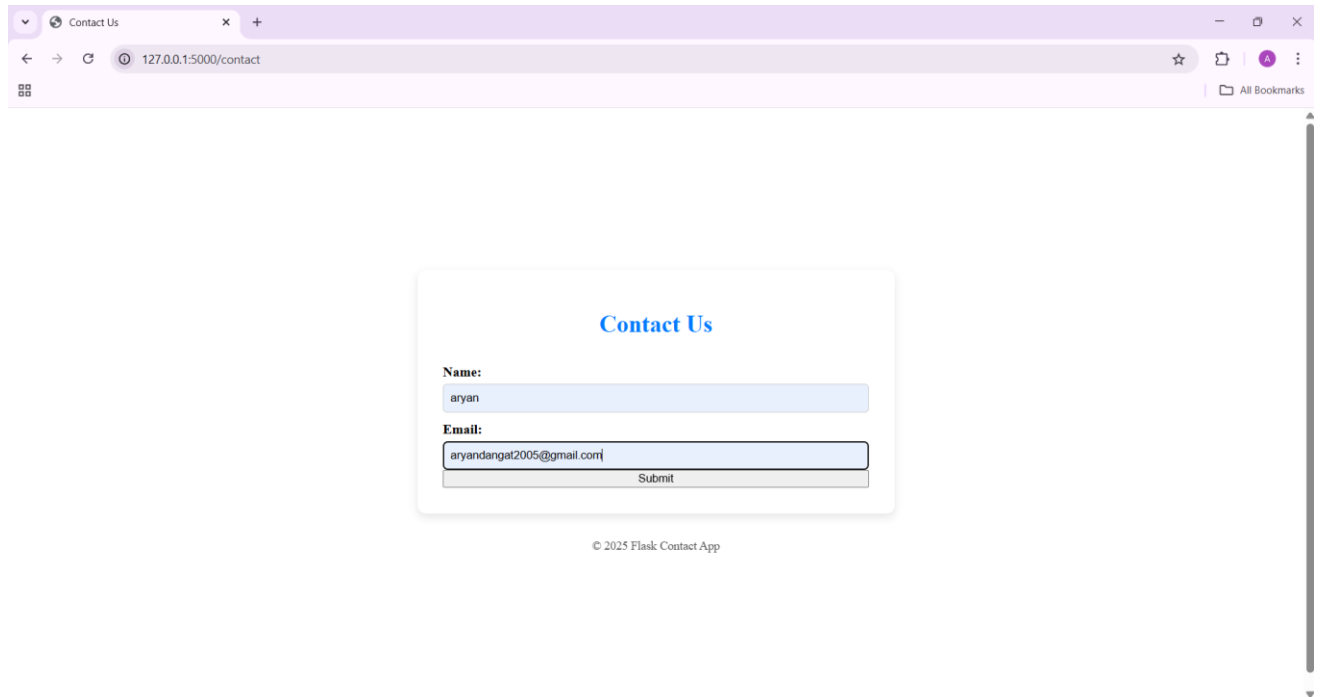 Contact Us
127.0.0.1:5000/contact
A
All Bookmarks
Contact Us
Name:
aryan
Email:
aryandangat2005@gmail.com
Submit
© 2025 Flask Contact App